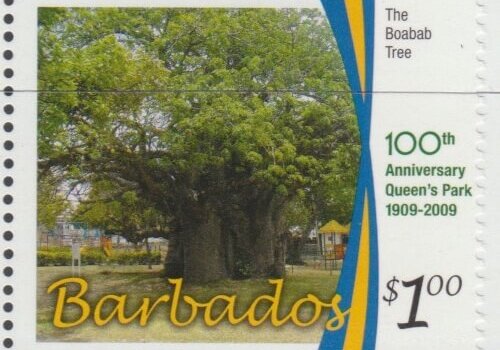 The
Boabab
Tree
100th
Anniversary
Queen's Park
1909-2009
Barbados
$1.00